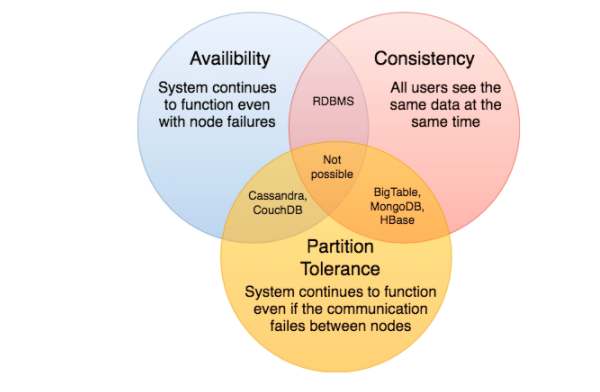 Availibility
System continues
to function even
with node failures
Consistency
All users see the
same data at the
same time
RDBMS
Not
possible
Cassandra,
CouchDB
BigTable,
MongoDB,
HBase
Partition
Tolerance
System continues to function
even if the communication
failes between nodes